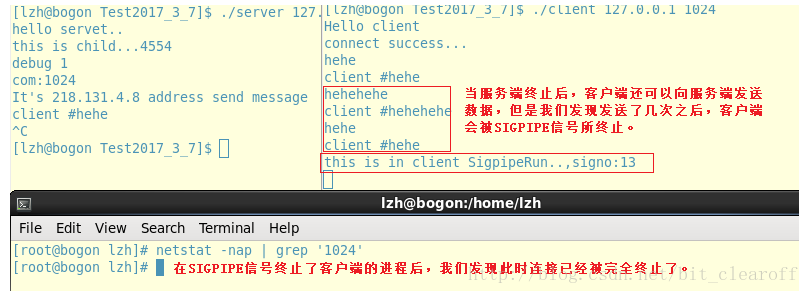 [lzh@bogon Test2017_3_7]$ ./server 127.
hello servet..
this is child...4554
debug 1
com:1024
It's 218.131.4.8 address send message
client #hehe
^C
[lzh@bogon Test2017_3_7]$
[lzh@bogon Test2017_3_7]$ ./client 127.0.0.1 1024
Hello client
connect success...
hehe
client #hehe
hehehehe
client #hehehehe
hehe
client #hehe
this is in client SigpipeRun..,signo:13
当服务端终止后，客户端还可以向服务端发送
数据，但是我们发现发送了几次之后，客户端
会被SIGPIPE信号所终止。
lzh@bogon:/home/lzh
File Edit View Search Terminal Help
[root@bogon lzh]# netstat -nap | grep '1024'
[root@bogon lzh]#
在SIGPIPE信号终止了客户端的进程后，我们发现此时连接已经被完全终止了。
http://blog.csdn.net/bit_clearoff